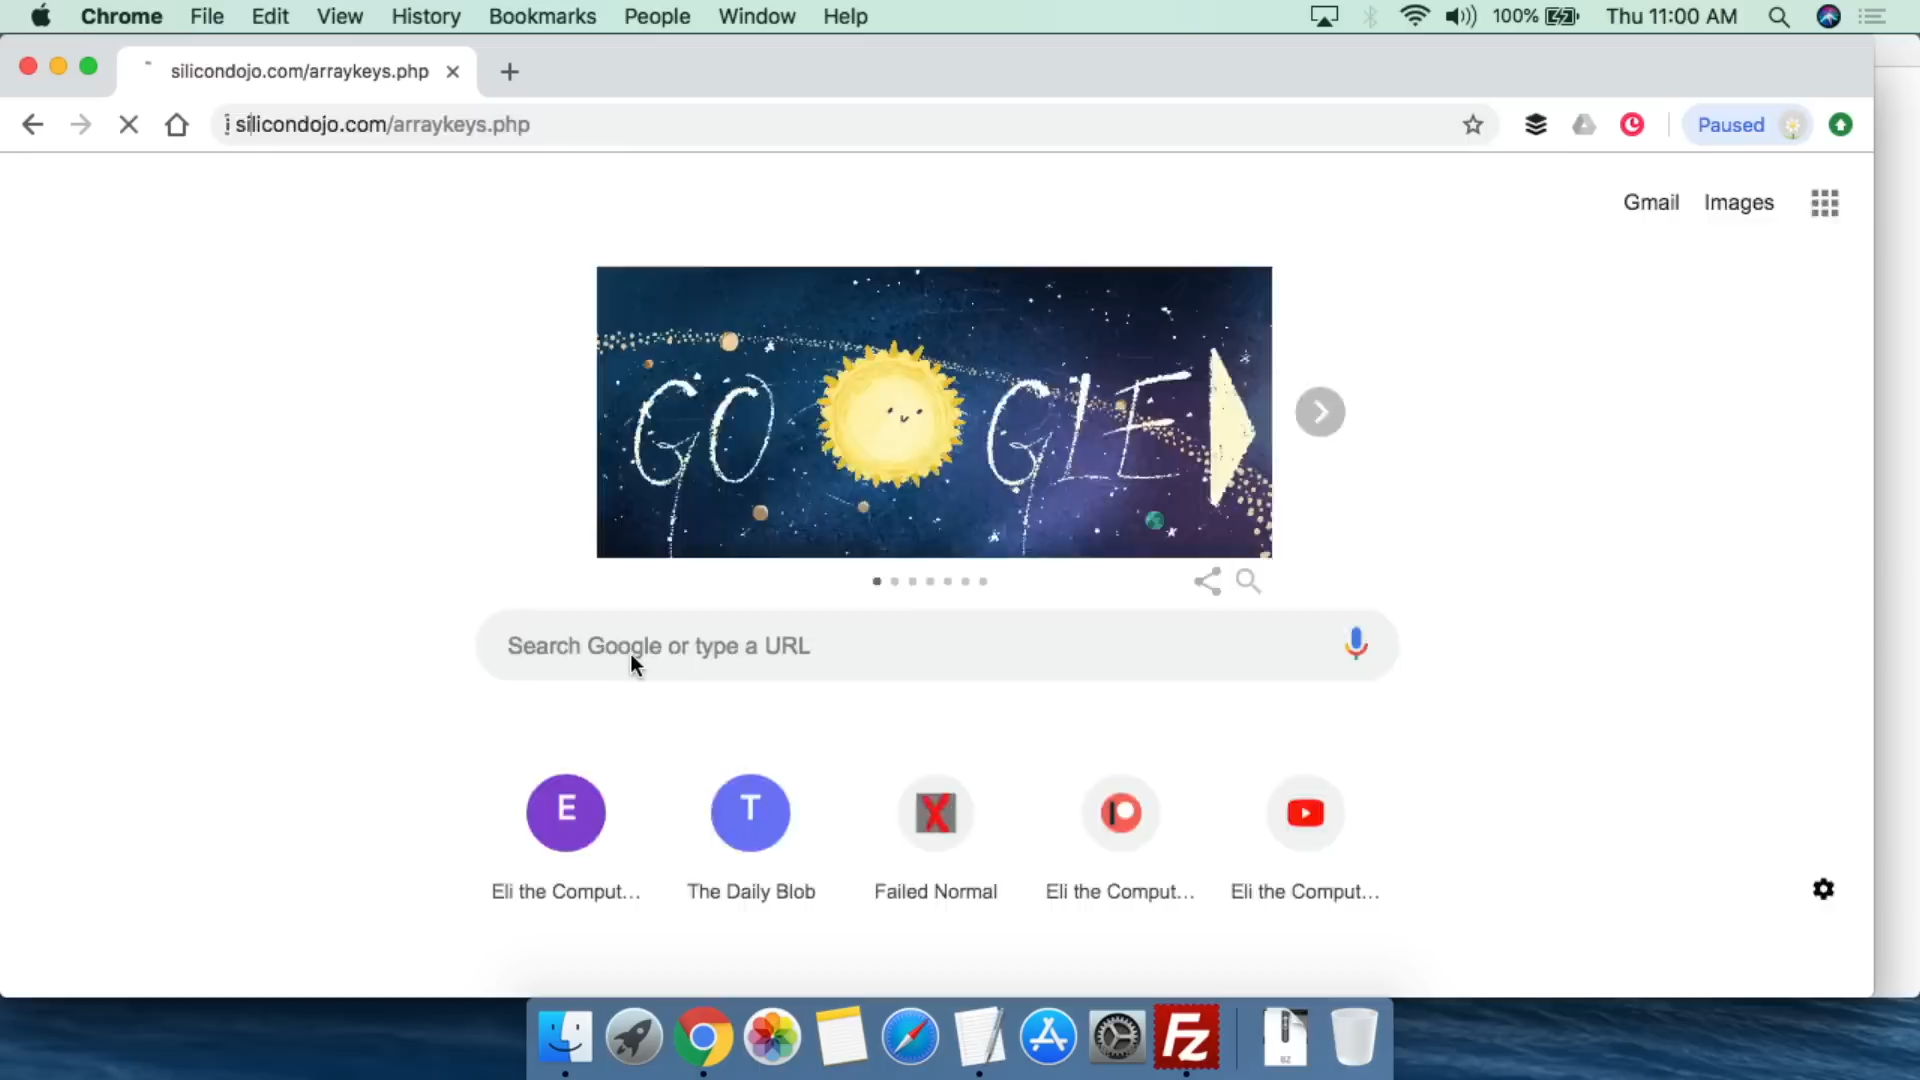 Chrome File Edit View History Bookmarks People Window Help 100% Thu 11:00 AM
silicondojo.com/arraykeys.php
silicondojo.com/arraykeys.php Paused
Gmail Images
GO GLE
Search Google or type a URL
E T X
Eli the Comput... The Daily Blob Failed Normal Eli the Comput... Eli the Comput...
FZ
BZ